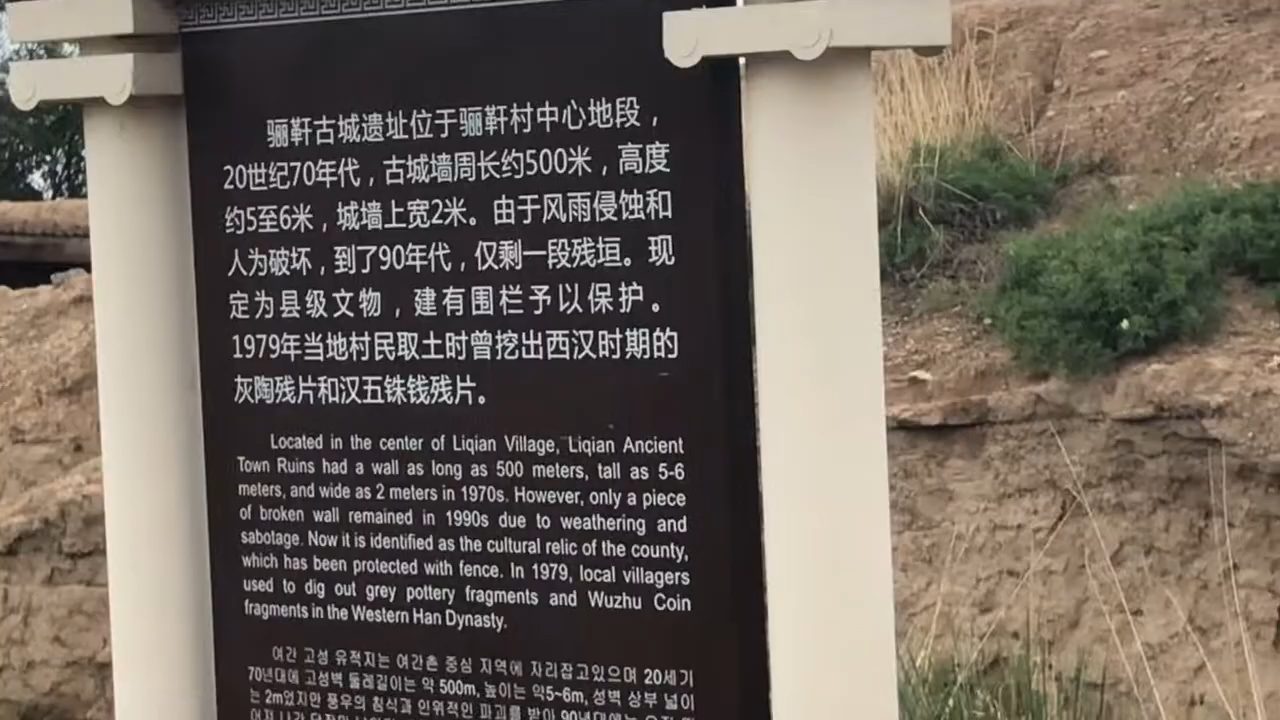 骊靬古城遗址位于骊靬村中心地段，
20世纪70年代，古城墙周长约500米，高度
约5至6米，城墙上宽2米。由于风雨侵蚀和
人为破坏，到了90年代，仅剩一段残垣。现
定为县级文物，建有围栏予以保护。
1979年当地村民取土时曾挖出西汉时期的
灰陶残片和汉五铢钱残片。
Located in the center of Liqian Village, Liqian Ancient
Town Ruins had a wall as long as 500 meters, tall as 5-6
meters, and wide as 2 meters in 1970s. However, only a piece
of broken wall remained in 1990s due to weathering and
sabotage. Now it is identified as the cultural relic of the county,
which has been protected with fence. In 1979, local villagers
used to dig out grey pottery fragments and Wuzhu Coin
fragments in the Western Han Dynasty.
여간 고성 유적지는 여간촌 중심 지역에 자리잡고있으며 20세기
70년대에 고성벽 둘레길이는 약 500m, 높이는 약5~6m, 성벽 상부 넓이
는 2m였지만 풍우의 침식과 인위적인 파괴를 받아 90년대에는